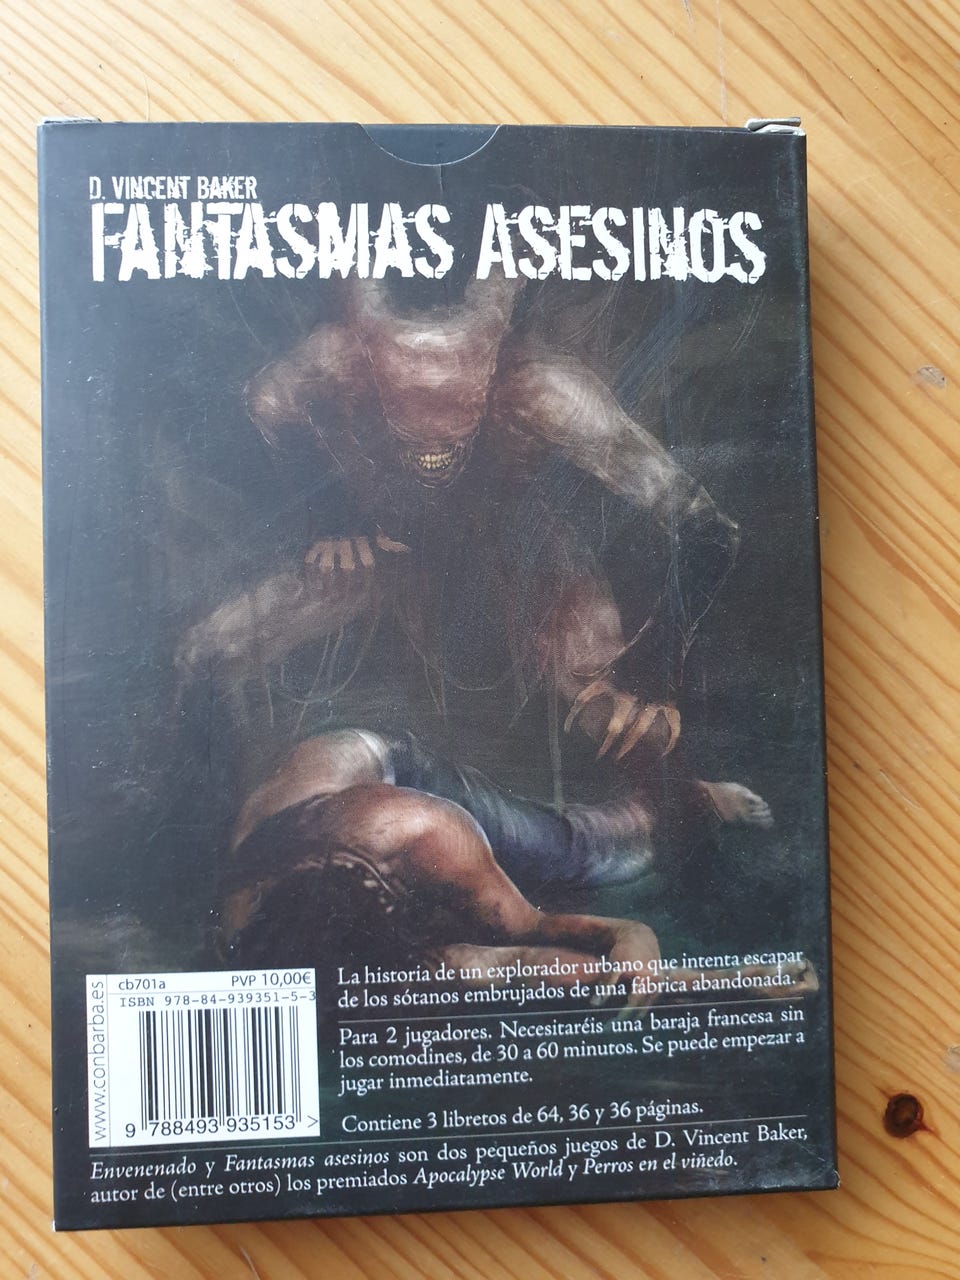 D. VINCENT BAKER
FANTASMAS ASESINOS
www.conbarba.es
cb701a PVP 10,00€
ISBN 978-84-939351-5-3
9 788493 935153 >
La historia de un explorador urbano que intenta escapar
de los sótanos embrujados de una fábrica abandonada.
Para 2 jugadores. Necesitaréis una baraja francesa sin
los comodines, de 30 a 60 minutos. Se puede empezar a
jugar inmediatamente.
Contiene 3 libretos de 64, 36 y 36 páginas.
Envenenado y Fantasmas asesinos son dos pequeños juegos de D. Vincent Baker,
autor de (entre otros) los premiados Apocalypse World y Perros en el viñedo.